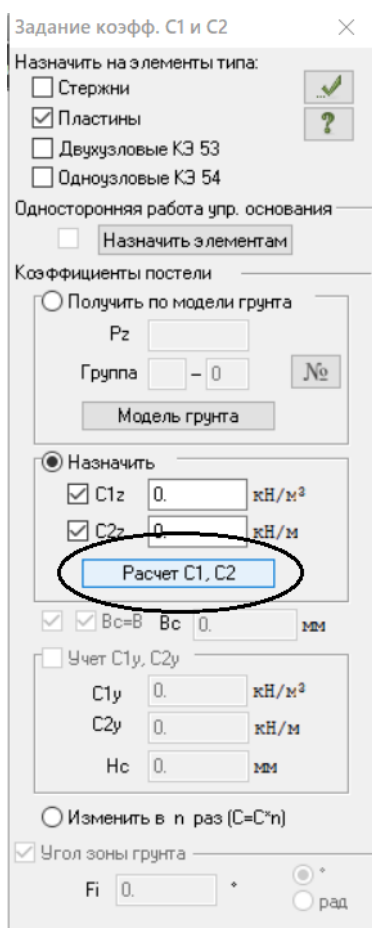 Задание коэфф. С1 и С2
Назначить на элементы типа:
Стержни
Пластины
Двухузловые КЭ 53
Одноузловые КЭ 54
Односторонняя работа упр. основания
Назначить элементам
Коэффициенты постели
Получить по модели грунта
Pz
Группа – 0 №
Модель грунта
Назначить
C1z 0. кН/м³
C2z 0. кН/м
Расчет С1, С2
Bc=B Bc 0. мм
Учет С1y, С2y
C1y 0. кН/м³
C2y 0. кН/м
Hc 0. мм
Изменить в n раз (C=C*n)
Угол зоны грунта
Fi 0. ° °
рад